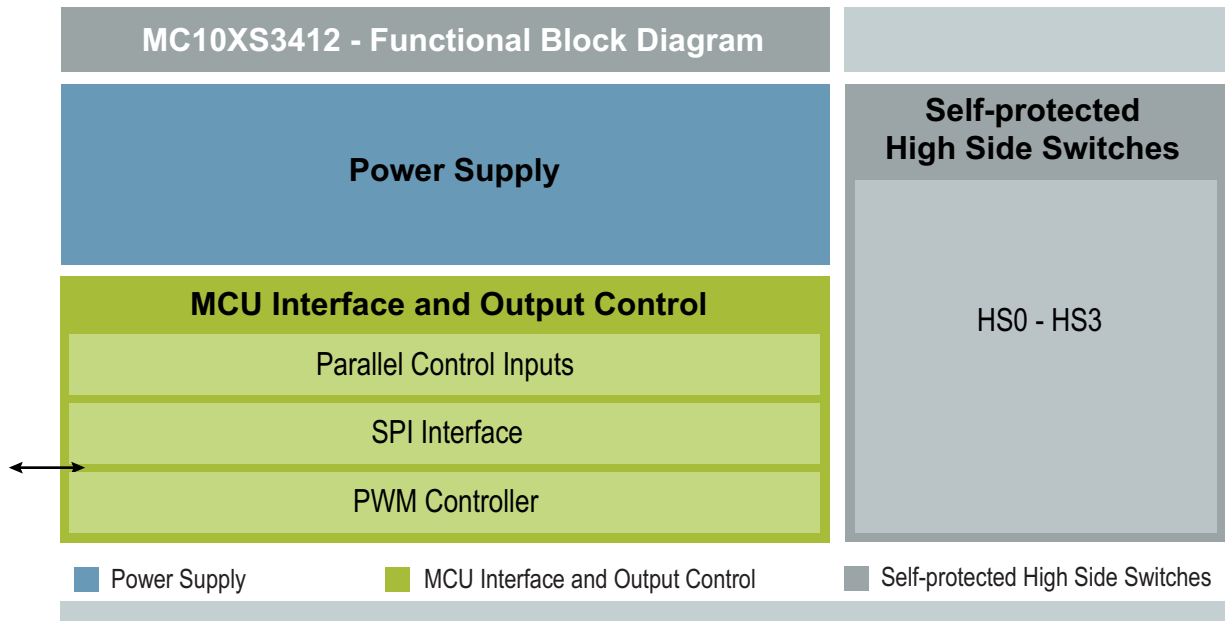 MC10XS3412 - Functional Block Diagram
Power Supply
MCU Interface and Output Control
Parallel Control Inputs
SPI Interface
PWM Controller
Self-protected
High Side Switches
HS0 - HS3
Power Supply
MCU Interface and Output Control
Self-protected High Side Switches